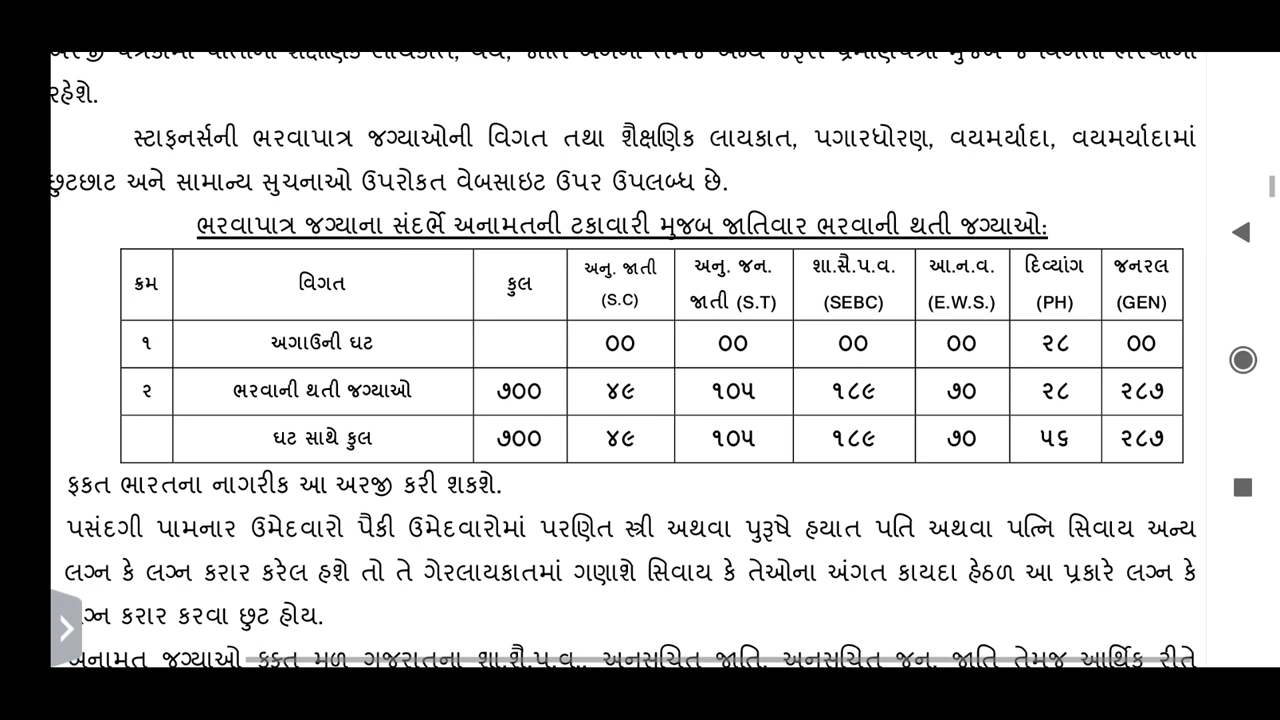 રહેશે.
સ્ટાફનર્સની ભરવાપાત્ર જગ્યાઓની વિગત તથા શૈક્ષણિક લાયકાત, પગારધોરણ, વયમર્યાદા, વયમર્યાદામાં
છુટછાટ અને સામાન્ય સુચનાઓ ઉપરોકત વેબસાઇટ ઉપર ઉપલબ્ધ છે.
ભરવાપાત્ર જગ્યાના સંદર્ભે અનામતની ટકાવારી મુજબ જાતિવાર ભરવાની થતી જગ્યાઓ:
ક્રમ વિગત કુલ અનુ. જાતી (S.C) અનુ. જન. જાતી (S.T) શા.સૈ.પ.વ. (SEBC) આ.ન.વ. (E.W.S.) દિવ્યાંગ (PH) જનરલ (GEN)
૧ અગાઉની ઘટ ૦૦ ૦૦ ૦૦ ૦૦ ૨૮ ૦૦
૨ ભરવાની થતી જગ્યાઓ ૭૦૦ ૪૯ ૧૦૫ ૧૮૯ ૭૦ ૨૮ ૨૮૭
ઘટ સાથે કુલ ૭૦૦ ૪૯ ૧૦૫ ૧૮૯ ૭૦ ૫૬ ૨૮૭
ફકત ભારતના નાગરીક આ અરજી કરી શકશે.
પસંદગી પામનાર ઉમેદવારો પૈકી ઉમેદવારોમાં પરણિત સ્ત્રી અથવા પુરૂષે હયાત પતિ અથવા પત્નિ સિવાય અન્ય
લગ્ન કે લગ્ન કરાર કરેલ હશે તો તે ગેરલાયકાતમાં ગણાશે સિવાય કે તેઓના અંગત કાયદા હેઠળ આ પ્રકારે લગ્ન કે
કરાર કરવા છુટ હોય.